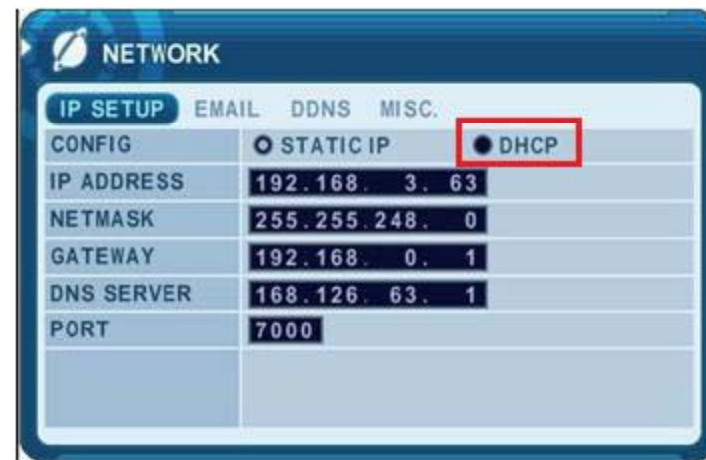 NETWORK
IP SETUP EMAIL DDNS MISC.
CONFIG STATIC IP DHCP
IP ADDRESS 192.168. 3. 63
NETMASK 255.255.248. 0
GATEWAY 192.168. 0. 1
DNS SERVER 168.126. 63. 1
PORT 7000